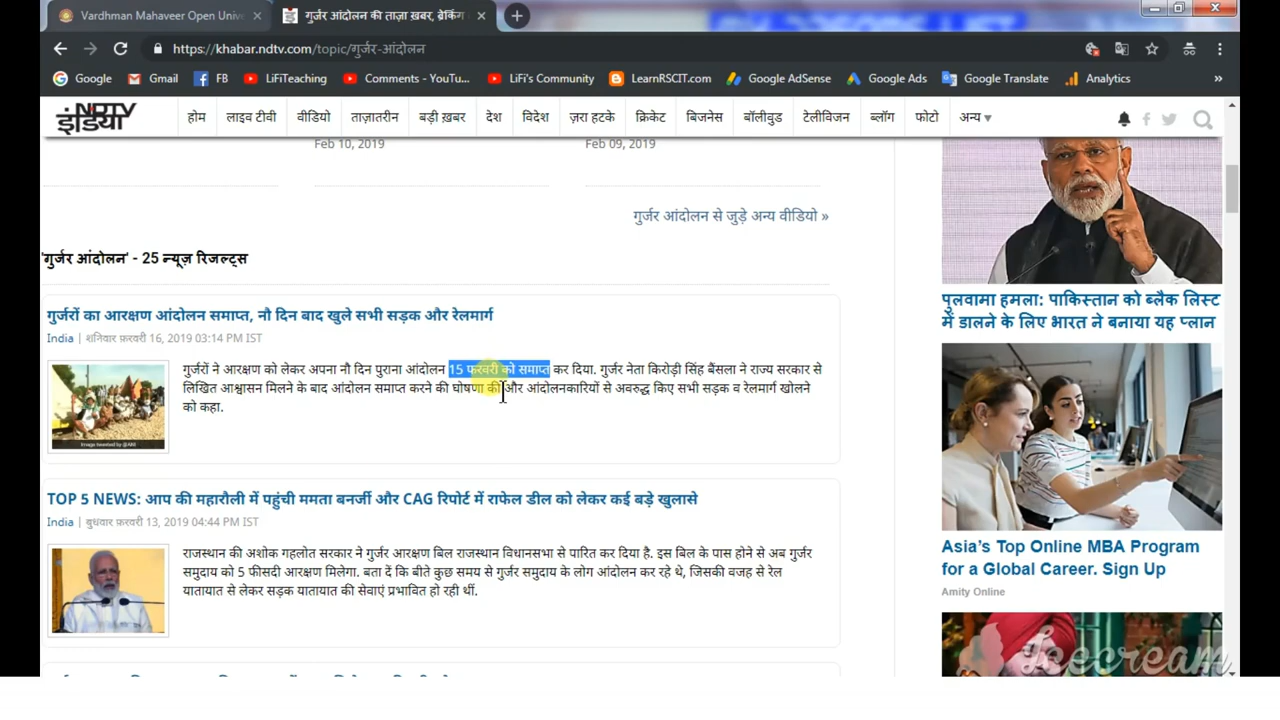 Vardhman Mahaveer Open Univ
गुर्जर आंदोलन की ताज़ा ख़बर, ब्रेकिंग
https://khabar.ndtv.com/topic/गुर्जर-आंदोलन
Google Gmail FB LiFiTeaching Comments - YouTu... LiFi's Community LearnRSCIT.com Google AdSense Google Ads Google Translate Analytics »
NDTV
इंडिया
होम लाइव टीवी वीडियो ताज़ातरीन बड़ी ख़बर देश विदेश ज़रा हटके क्रिकेट बिजनेस बॉलीवुड टेलीविजन ब्लॉग फोटो अन्य
Feb 10, 2019 Feb 09, 2019
गुर्जर आंदोलन से जुड़े अन्य वीडियो »
'गुर्जर आंदोलन' - 25 न्यूज़ रिजल्ट्स
गुर्जरों का आरक्षण आंदोलन समाप्त, नौ दिन बाद खुले सभी सड़क और रेलमार्ग
India | शनिवार फ़रवरी 16, 2019 03:14 PM IST
गुर्जरों ने आरक्षण को लेकर अपना नौ दिन पुराना आंदोलन 15 फरवरी को समाप्त कर दिया. गुर्जर नेता किरोड़ी सिंह बैंसला ने राज्य सरकार से
लिखित आश्वासन मिलने के बाद आंदोलन समाप्त करने की घोषणा की और आंदोलनकारियों से अवरुद्ध किए सभी सड़क व रेलमार्ग खोलने
को कहा.
Image tweeted by @ANI
TOP 5 NEWS: आप की महारौली में पहुंची ममता बनर्जी और CAG रिपोर्ट में राफेल डील को लेकर कई बड़े खुलासे
India | बुधवार फ़रवरी 13, 2019 04:44 PM IST
राजस्थान की अशोक गहलोत सरकार ने गुर्जर आरक्षण बिल राजस्थान विधानसभा से पारित कर दिया है. इस बिल के पास होने से अब गुर्जर
समुदाय को 5 फीसदी आरक्षण मिलेगा. बता दें कि बीते कुछ समय से गुर्जर समुदाय के लोग आंदोलन कर रहे थे, जिसकी वजह से रेल
यातायात से लेकर सड़क यातायात की सेवाएं प्रभावित हो रही थीं.
पुलवामा हमला: पाकिस्तान को ब्लैक लिस्ट
में डालने के लिए भारत ने बनाया यह प्लान
Asia's Top Online MBA Program
for a Global Career. Sign Up
Amity Online
Icecream